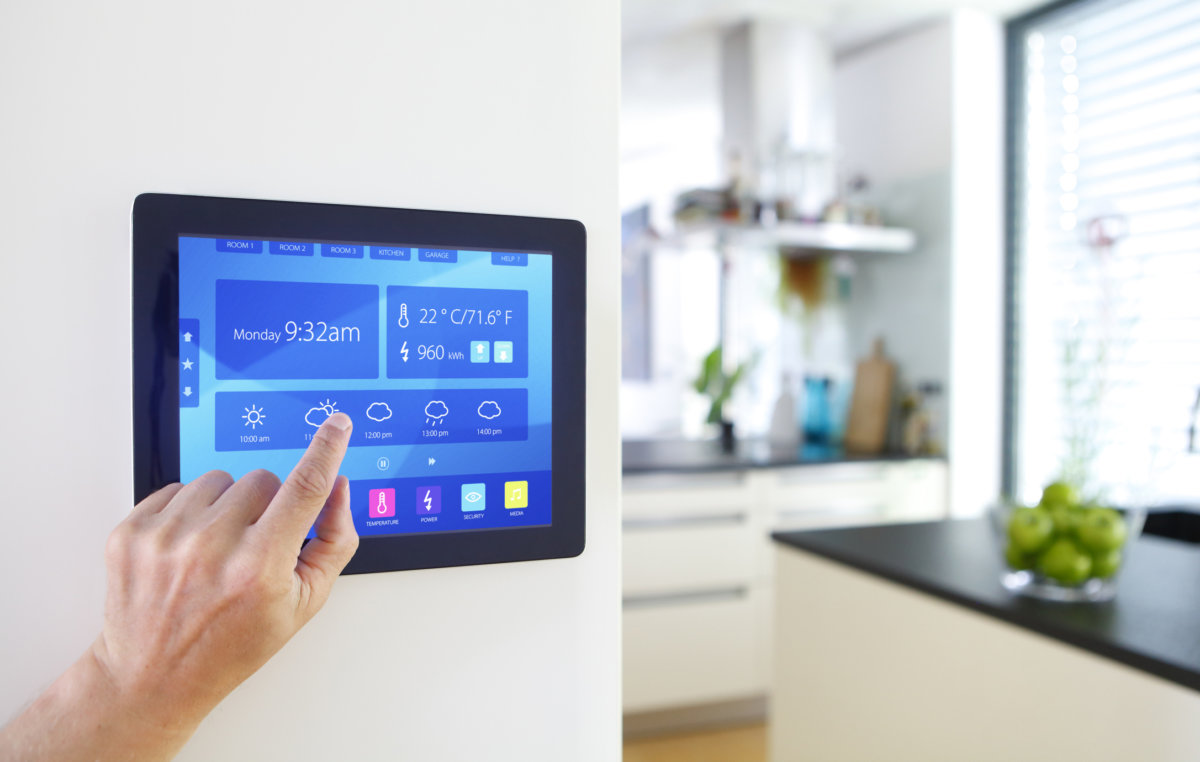 ROOM 1 ROOM 2 ROOM 3 KITCHEN GARAGE HELP ?
Monday 9:32am
22 ° C/71.6° F
960 kWh
10:00 am 12:00 pm 13:00 pm 14:00 pm
TEMPERATURE POWER SECURITY MEDIA